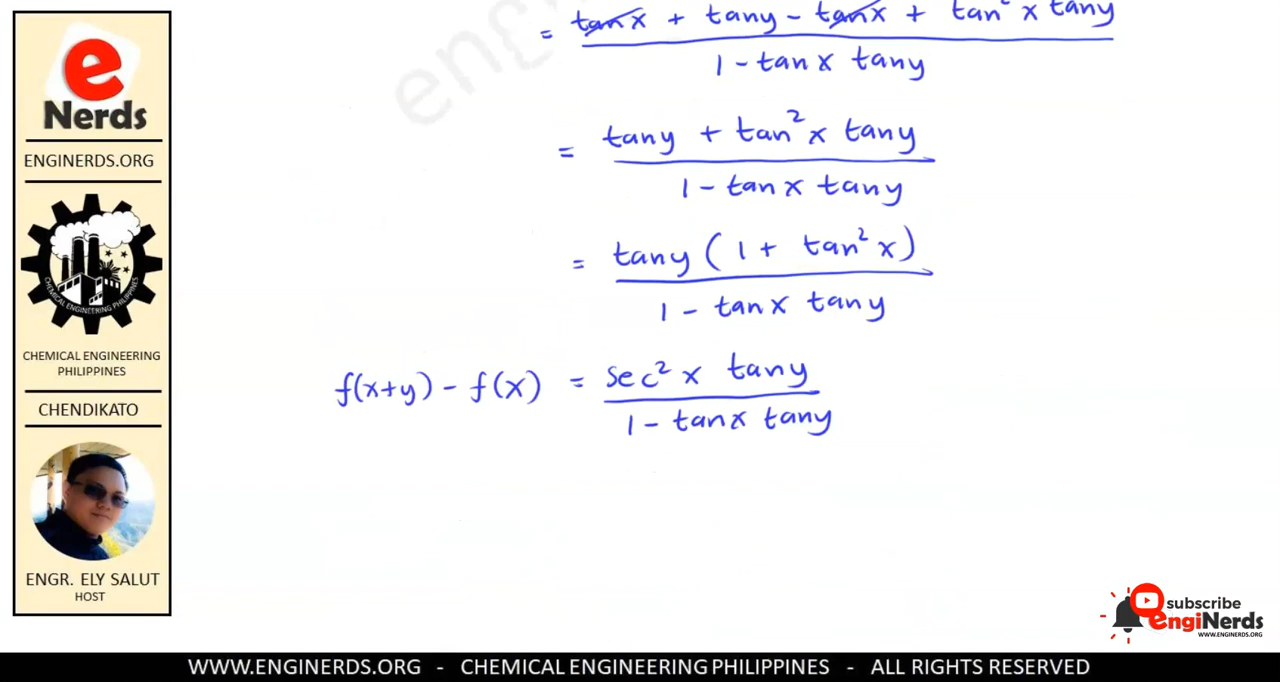 = tanx + tany - tanx + tan² x tany
1 - tanx tany
= tany + tan² x tany
1 - tanx tany
= tany ( 1 + tan² x )
1 - tanx tany
f(x+y) - f(x) = sec² x tany
1 - tanx tany
eng
e
Nerds
ENGINERDS.ORG
CHEMICAL ENGINEERING PHILIPPINES
CHEMICAL ENGINEERING
PHILIPPINES
CHENDIKATO
ENGR. ELY SALUT
HOST
subscribe
engiNerds
WWW.ENGINERDS.ORG
WWW.ENGINERDS.ORG - CHEMICAL ENGINEERING PHILIPPINES - ALL RIGHTS RESERVED